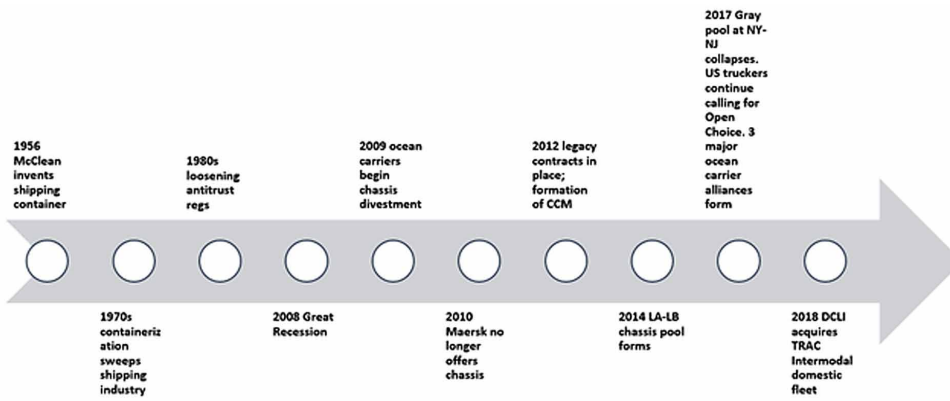 1956
McClean
invents
shipping
container
1970s
containeriz
ation
sweeps
shipping
industry
1980s
loosening
antitrust
regs
2008 Great
Recession
2009 ocean
carriers
begin
chassis
divestment
2010
Maersk no
longer
offers
chassis
2012 legacy
contracts in
place;
formation
of CCM
2014 LA-LB
chassis pool
forms
2017 Gray
pool at NY-
NJ
collapses.
US truckers
continue
calling for
Open
Choice. 3
major
ocean
carrier
alliances
form
2018 DCLI
acquires
TRAC
Intermodal
domestic
fleet